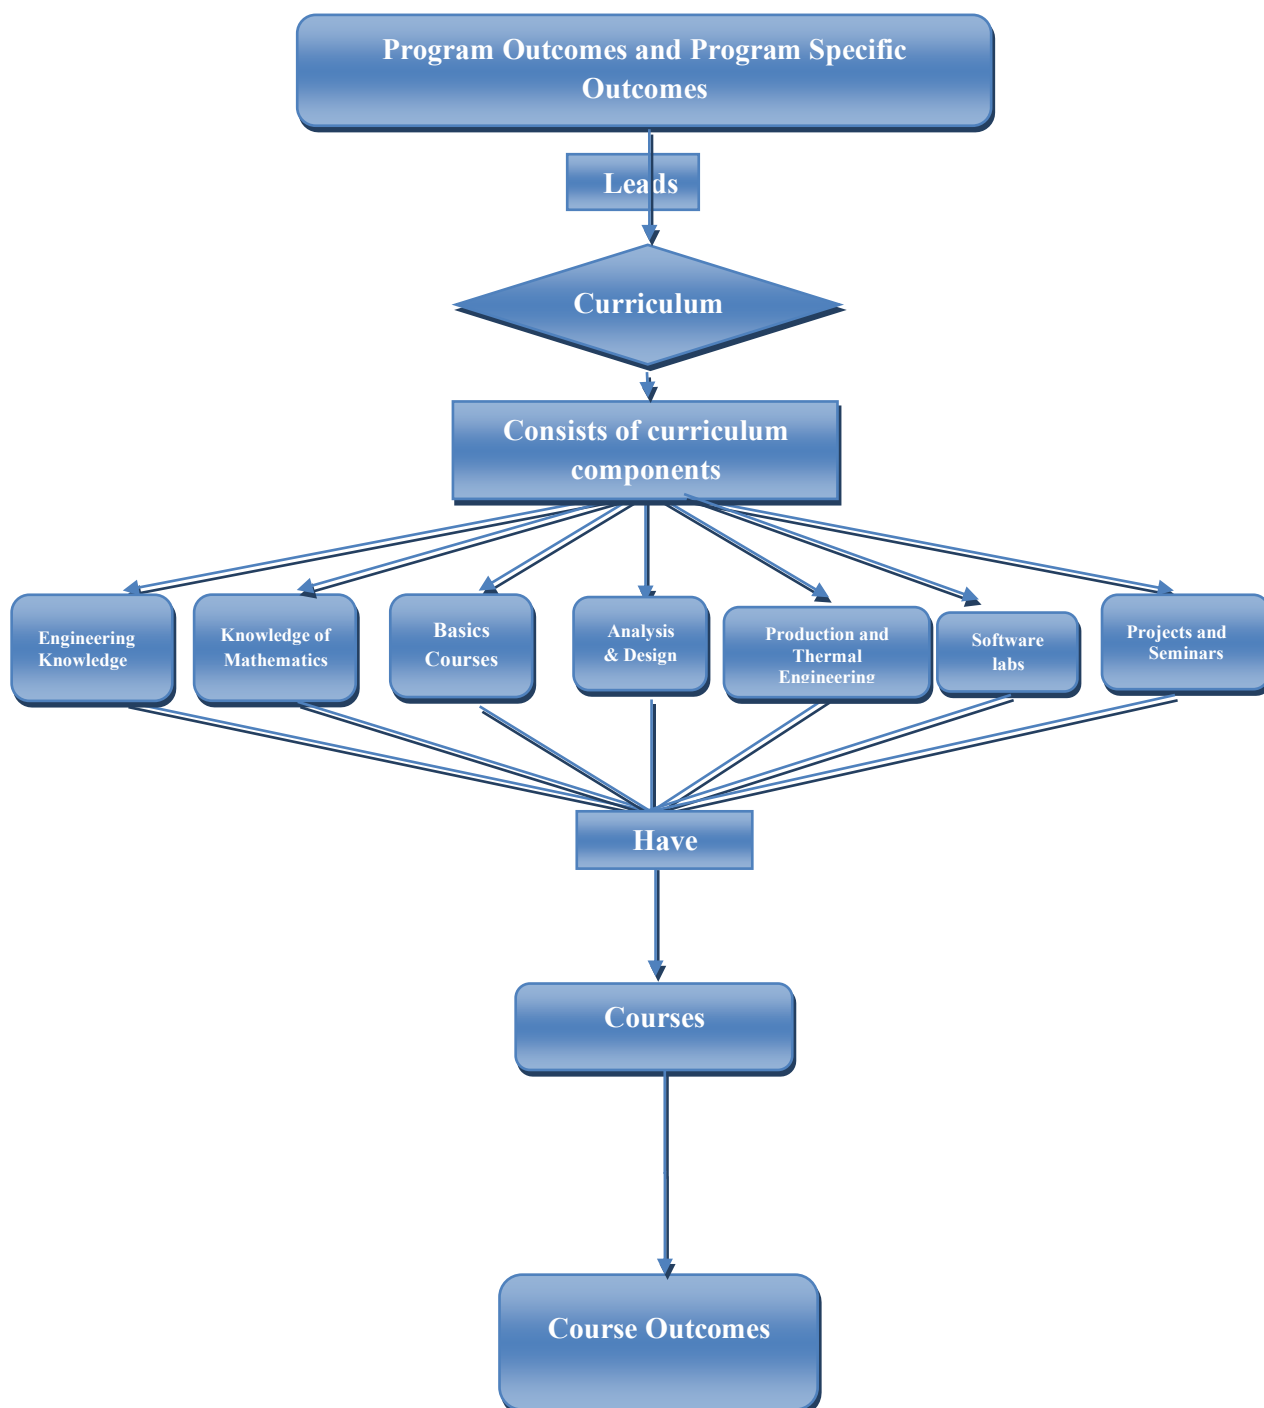 Program Outcomes and Program Specific
Outcomes
Leads
Curriculum
Consists of curriculum
components
Engineering
Knowledge
Knowledge of
Mathematics
Basics
Courses
Analysis
& Design
Production and
Thermal
Engineering
Software
labs
Projects and
Seminars
Have
Courses
Course Outcomes